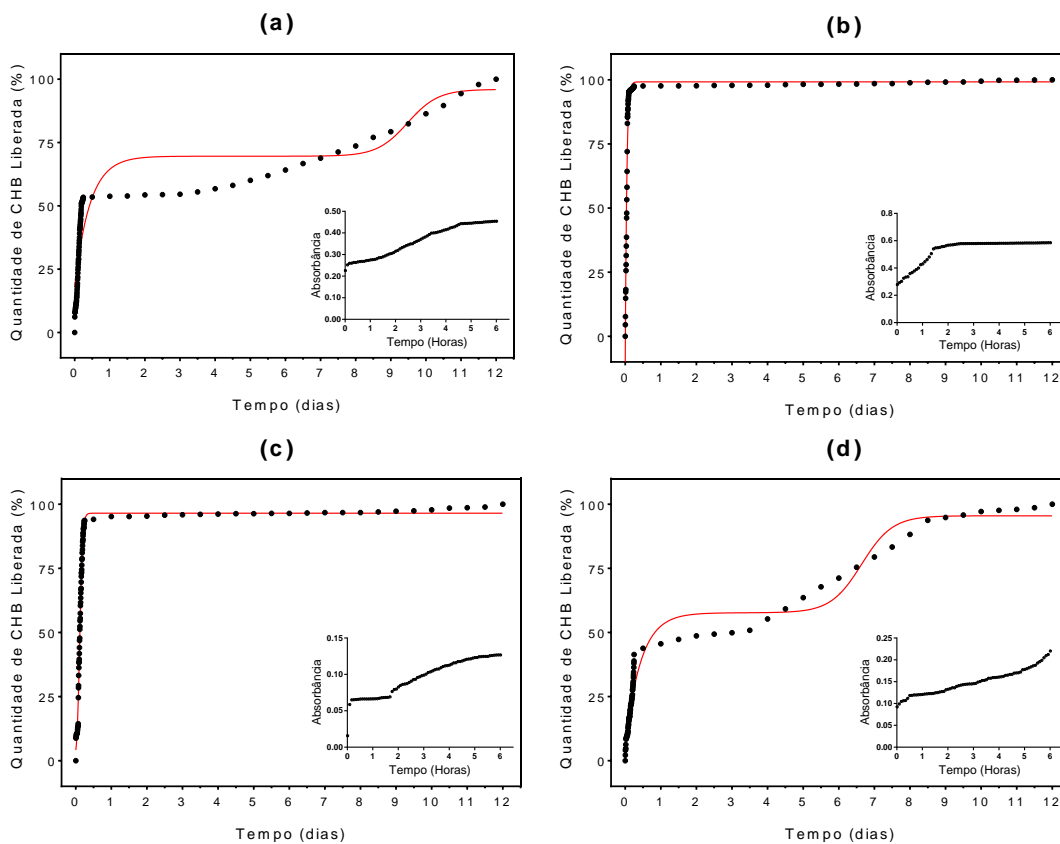 (a)
Quantidade de CHB Liberada (%)
100
75
50
25
0
0 1 2 3 4 5 6 7 8 9 10 11 12
Tempo (dias)
Absorbância
0.50
0.40
0.30
0.20
0.10
0.00
0 1 2 3 4 5 6
Tempo (Horas)
(b)
Quantidade de CHB Liberada (%)
100
75
50
25
0
0 1 2 3 4 5 6 7 8 9 10 11 12
Tempo (dias)
Absorbância
0.8
0.6
0.4
0.2
0.0
0 1 2 3 4 5 6
Tempo (Horas)
(c)
Quantidade de CHB Liberada (%)
100
75
50
25
0
0 1 2 3 4 5 6 7 8 9 10 11 12
Tempo (dias)
Absorbância
0.15
0.10
0.05
0.00
0 1 2 3 4 5 6
Tempo (Horas)
(d)
Quantidade de CHB Liberada (%)
100
75
50
25
0
0 1 2 3 4 5 6 7 8 9 10 11 12
Tempo (dias)
Absorbância
0.25
0.20
0.15
0.10
0.05
0.00
0 1 2 3 4 5 6
Tempo (Horas)